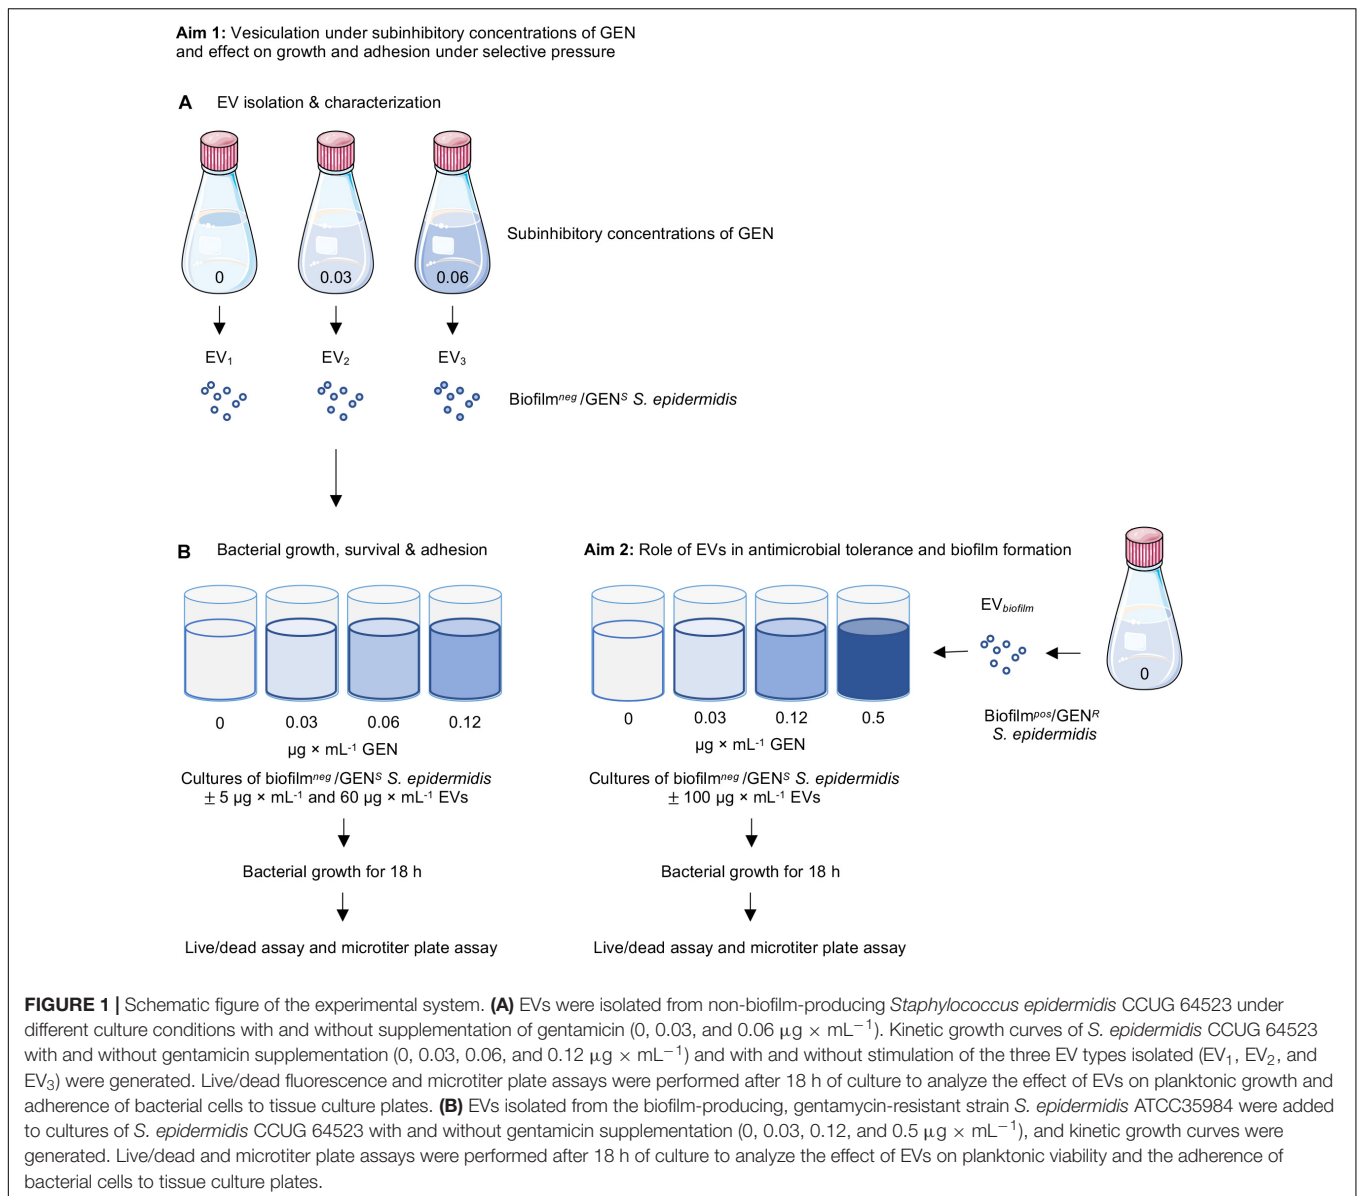 Aim 1: Vesiculation under subinhibitory concentrations of GEN
and effect on growth and adhesion under selective pressure
A EV isolation & characterization
Subinhibitory concentrations of GEN
0 0.03 0.06
EV₁ EV₂ EV₃
Biofilmⁿᵉᵍ/GENˢ S. epidermidis
B Bacterial growth, survival & adhesion
0 0.03 0.06 0.12
µg × mL⁻¹ GEN
Cultures of biofilmⁿᵉᵍ/GENˢ S. epidermidis
± 5 µg × mL⁻¹ and 60 µg × mL⁻¹ EVs
Bacterial growth for 18 h
Live/dead assay and microtiter plate assay
Aim 2: Role of EVs in antimicrobial tolerance and biofilm formation
EVbiofilm
0
Biofilmᵖᵒˢ/GENᴿ
S. epidermidis
0 0.03 0.12 0.5
µg × mL⁻¹ GEN
Cultures of biofilmⁿᵉᵍ/GENˢ S. epidermidis
± 100 µg × mL⁻¹ EVs
Bacterial growth for 18 h
Live/dead assay and microtiter plate assay
FIGURE 1 | Schematic figure of the experimental system. (A) EVs were isolated from non-biofilm-producing Staphylococcus epidermidis CCUG 64523 under
different culture conditions with and without supplementation of gentamicin (0, 0.03, and 0.06 µg × mL⁻¹). Kinetic growth curves of S. epidermidis CCUG 64523
with and without gentamicin supplementation (0, 0.03, 0.06, and 0.12 µg × mL⁻¹) and with and without stimulation of the three EV types isolated (EV₁, EV₂, and
EV₃) were generated. Live/dead fluorescence and microtiter plate assays were performed after 18 h of culture to analyze the effect of EVs on planktonic growth and
adherence of bacterial cells to tissue culture plates. (B) EVs isolated from the biofilm-producing, gentamycin-resistant strain S. epidermidis ATCC35984 were added
to cultures of S. epidermidis CCUG 64523 with and without gentamicin supplementation (0, 0.03, 0.12, and 0.5 µg × mL⁻¹), and kinetic growth curves were
generated. Live/dead and microtiter plate assays were performed after 18 h of culture to analyze the effect of EVs on planktonic viability and the adherence of
bacterial cells to tissue culture plates.